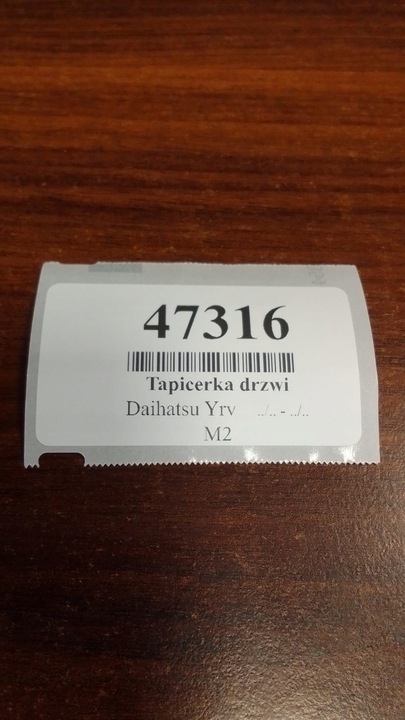 47316
Tapicerka drzwi
Daihatsu Yrv ../.. - ../..
M2